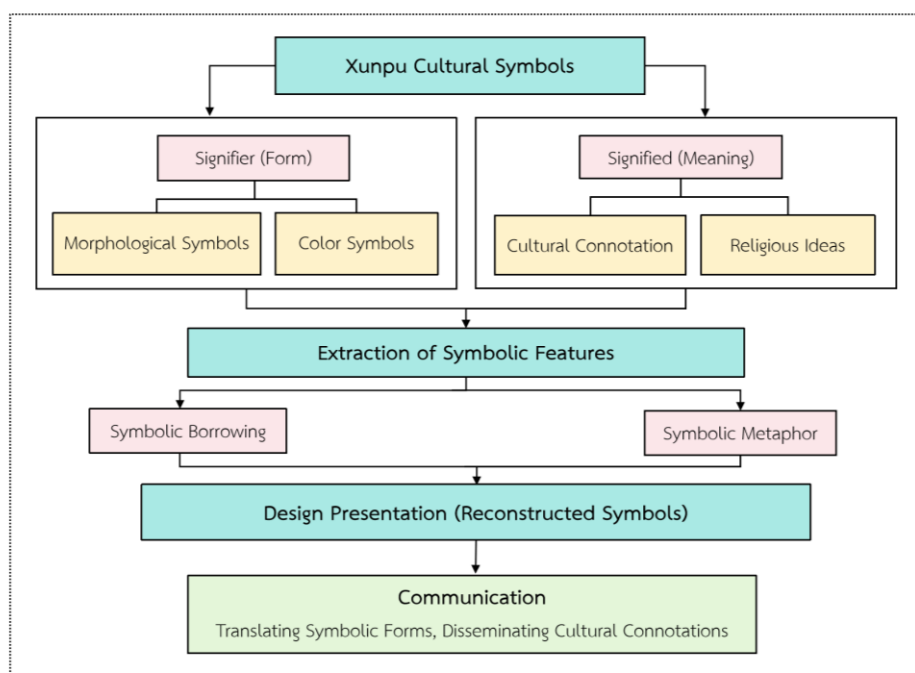 Xunpu Cultural Symbols
Signifier (Form)
Morphological Symbols
Color Symbols
Signified (Meaning)
Cultural Connotation
Religious Ideas
Extraction of Symbolic Features
Symbolic Borrowing
Symbolic Metaphor
Design Presentation (Reconstructed Symbols)
Communication
Translating Symbolic Forms, Disseminating Cultural Connotations